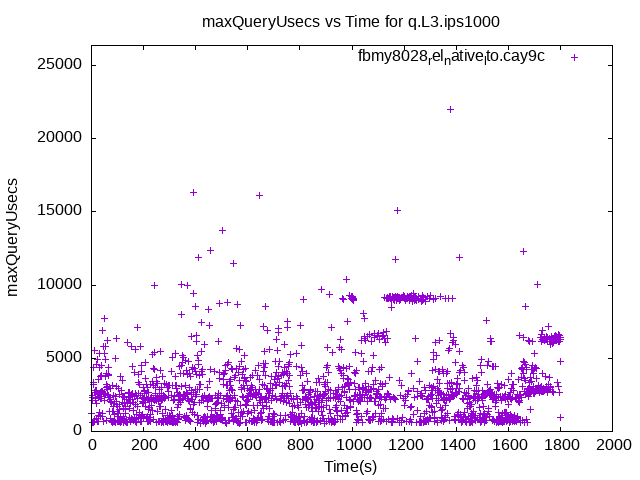 maxQueryUsecs vs Time for q.L3.ips1000
fbmy8028relnativelto.cay9c
maxQueryUsecs
25000
20000
15000
10000
5000
0
0 200 400 600 800 1000 1200 1400 1600 1800 2000
Time(s)